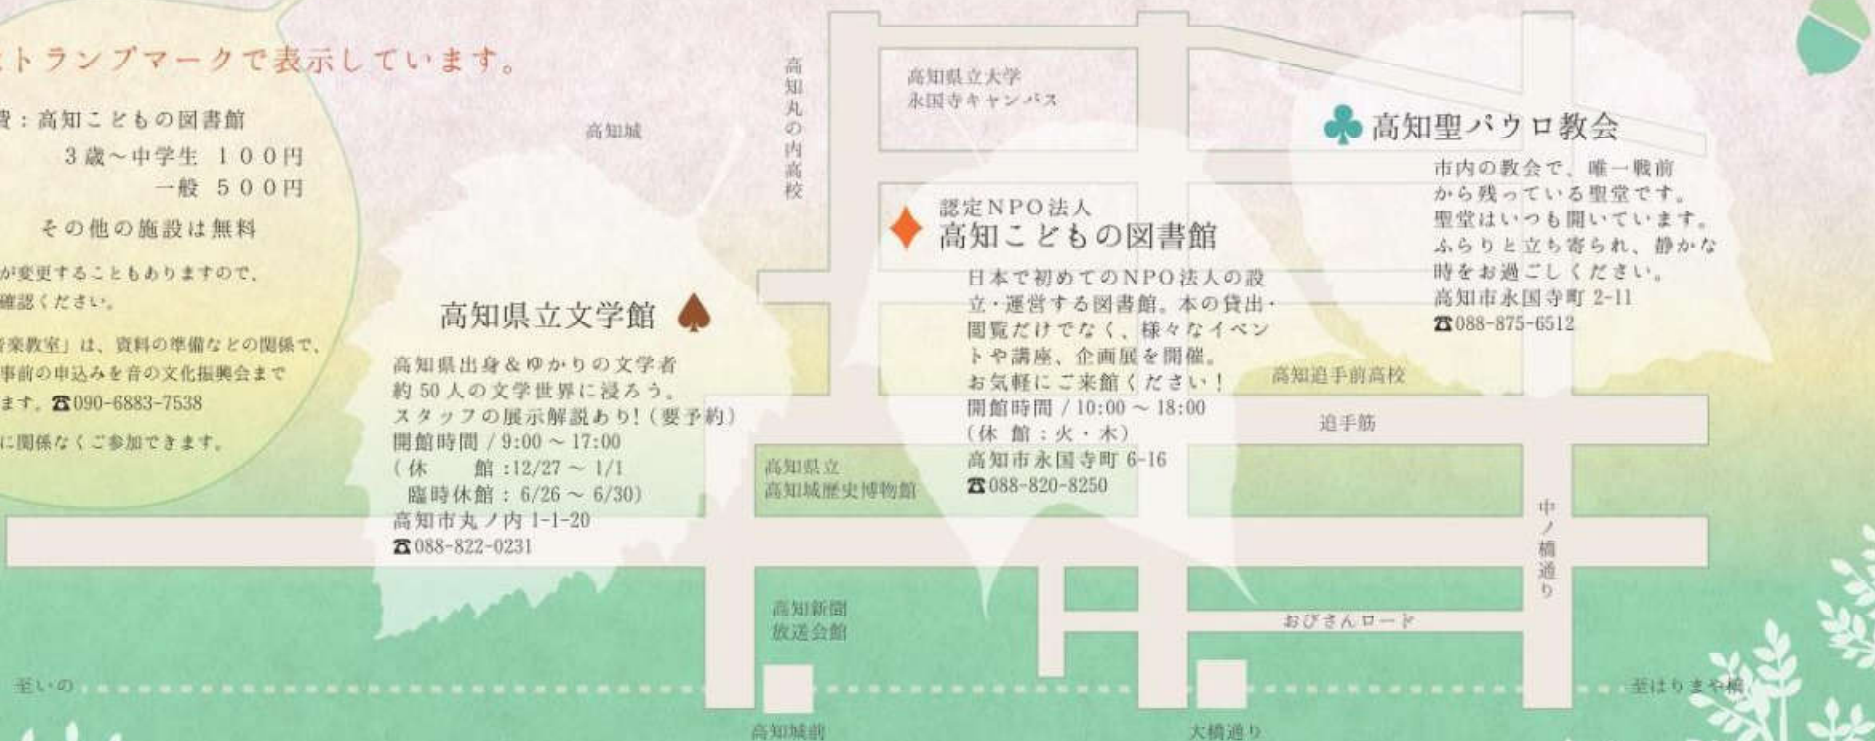 トランプマークで表示しています。
費：高知こどもの図書館
3歳～中学生 １００円
一般 ５００円
その他の施設は無料
が変更することもありますので、
確認ください。
音楽教室」は、資料の準備などの関係で、
事前の申込みを音の文化振興会まで
ます。☎090-6883-7538
に関係なくご参加できます。
高知城
高知県立文学館
高知県出身＆ゆかりの文学者
約 50 人の文学世界に浸ろう。
スタッフの展示解説あり!（要予約）
開館時間 / 9:00 ～ 17:00
（休　　館 :12/27 ～ 1/1
臨時休館 : 6/26 ～ 6/30）
高知市丸ノ内 1-1-20
☎088-822-0231
高知丸の内高校
高知県立大学
永国寺キャンパス
認定ＮＰＯ法人
高知こどもの図書館
日本で初めてのＮＰＯ法人の設
立・運営する図書館。本の貸出・
閲覧だけでなく、様々なイベン
トや講座、企画展を開催。
お気軽にご来館ください！
開館時間 / 10:00 ～ 18:00
（休 館：火・木）
高知市永国寺町 6-16
☎088-820-8250
高知聖パウロ教会
市内の教会で、唯一戦前
から残っている聖堂です。
聖堂はいつも開いています。
ふらりと立ち寄られ、静かな
時をお過ごしください。
高知市永国寺町 2-11
☎088-875-6512
高知追手前高校
追手筋
高知県立
高知城歴史博物館
中ノ橋通り
高知新聞
放送会館
おびさんロード
至いの
至はりまや橋
高知城前
大橋通り